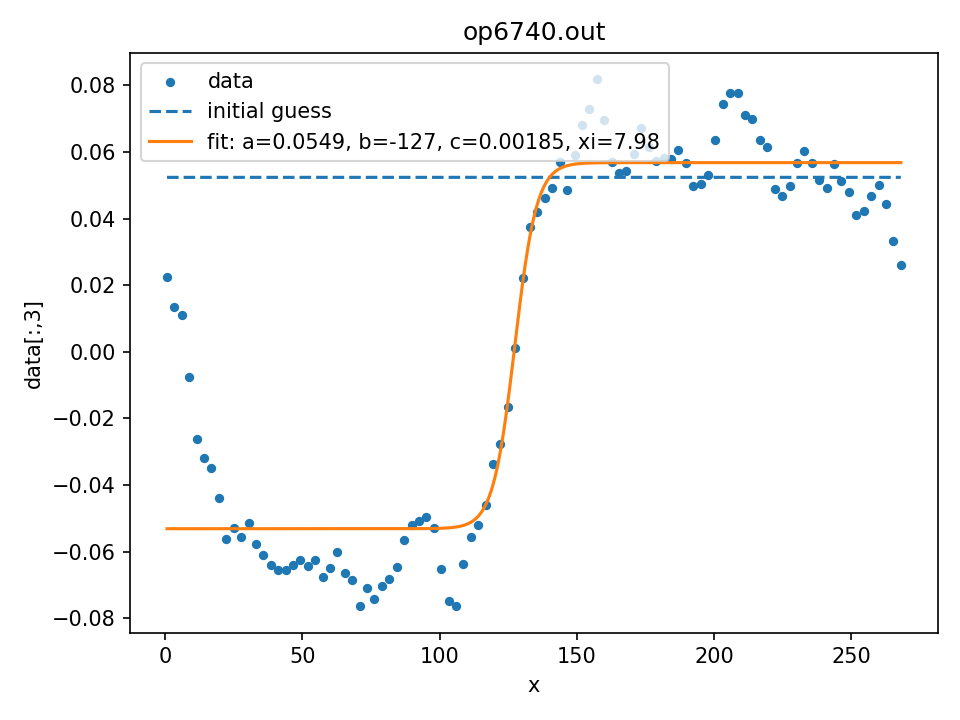 op6740.out
data
initial guess
fit: a=0.0549, b=-127, c=0.00185, xi=7.98
0.08
0.06
0.04
0.02
0.00
−0.02
−0.04
−0.06
−0.08
data[:,3]
0 50 100 150 200 250
x